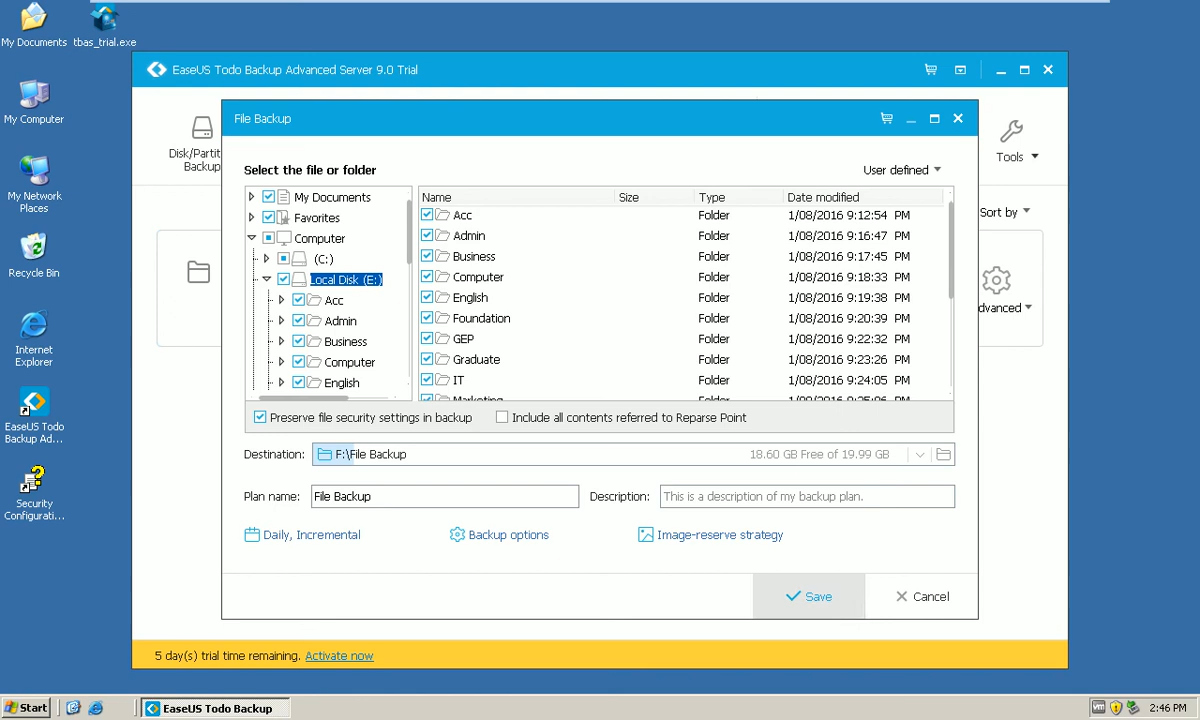 My Documents
tbas_trial.exe
My Computer
My Network
Places
Recycle Bin
Internet
Explorer
EaseUS Todo
Backup Ad...
Security
Configurati...
EaseUS Todo Backup Advanced Server 9.0 Trial
Disk/Partit
Backup
Tools
Sort by
dvanced
File Backup
Select the file or folder
User defined
My Documents
Favorites
Computer
(C:)
Local Disk (E:)
Acc
Admin
Business
Computer
English
Name Size Type Date modified
Acc Folder 1/08/2016 9:12:54 PM
Admin Folder 1/08/2016 9:16:47 PM
Business Folder 1/08/2016 9:17:45 PM
Computer Folder 1/08/2016 9:18:33 PM
English Folder 1/08/2016 9:19:38 PM
Foundation Folder 1/08/2016 9:20:39 PM
GEP Folder 1/08/2016 9:22:32 PM
Graduate Folder 1/08/2016 9:23:26 PM
IT Folder 1/08/2016 9:24:05 PM
Marketing Folder 1/08/2016 9:25:06 PM
Preserve file security settings in backup
Include all contents referred to Reparse Point
Destination: F:\File Backup 18.60 GB Free of 19.99 GB
Plan name: File Backup
Description: This is a description of my backup plan.
Daily, Incremental
Backup options
Image-reserve strategy
Save
Cancel
5 day(s) trial time remaining. Activate now
Start
EaseUS Todo Backup
2:46 PM